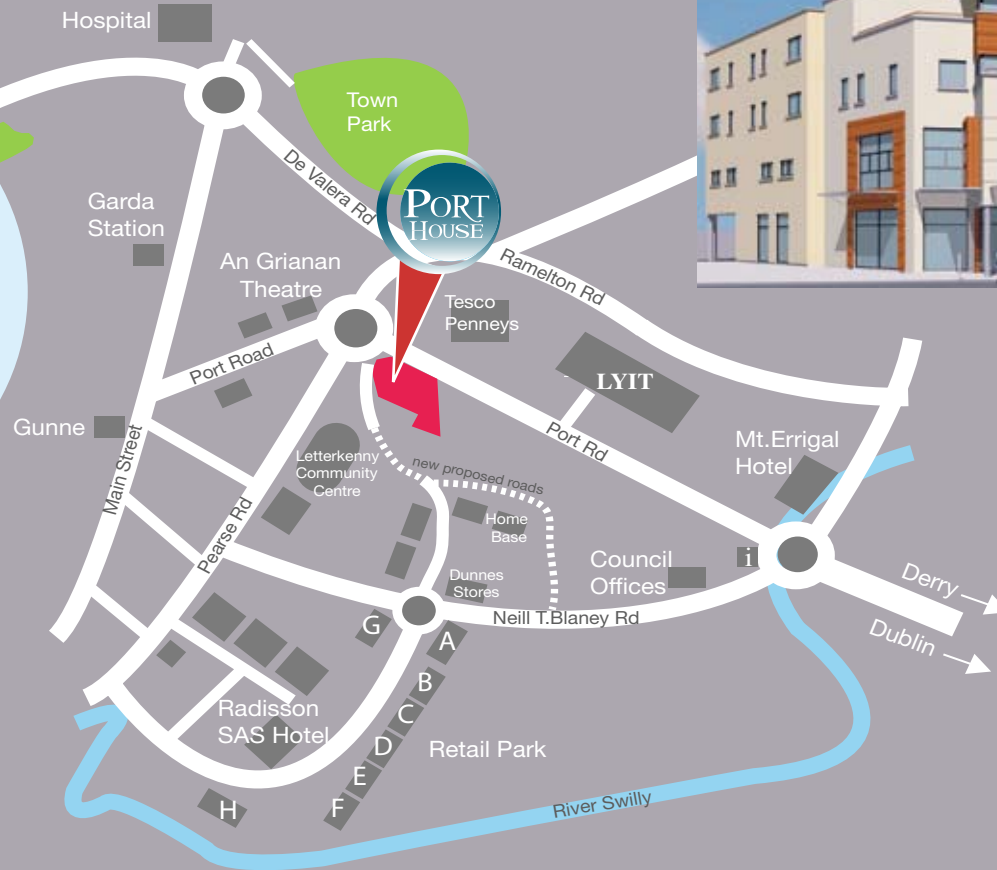 Hospital
Town
Park
De Valera Rd
PORT
HOUSE
Garda
Station
An Grianan
Theatre
Ramelton Rd
Tesco
Penneys
Port Road
LYIT
Gunne
Main Street
Port Rd
Mt.Errigal
Hotel
Letterkenny
Community
Centre
new proposed roads
Pearse Rd
Home
Base
Council
Offices
i
Dunnes
Stores
Derry
Neill T.Blaney Rd
Dublin
G
A
B
C
D
E
F
H
Radisson
SAS Hotel
Retail Park
River Swilly